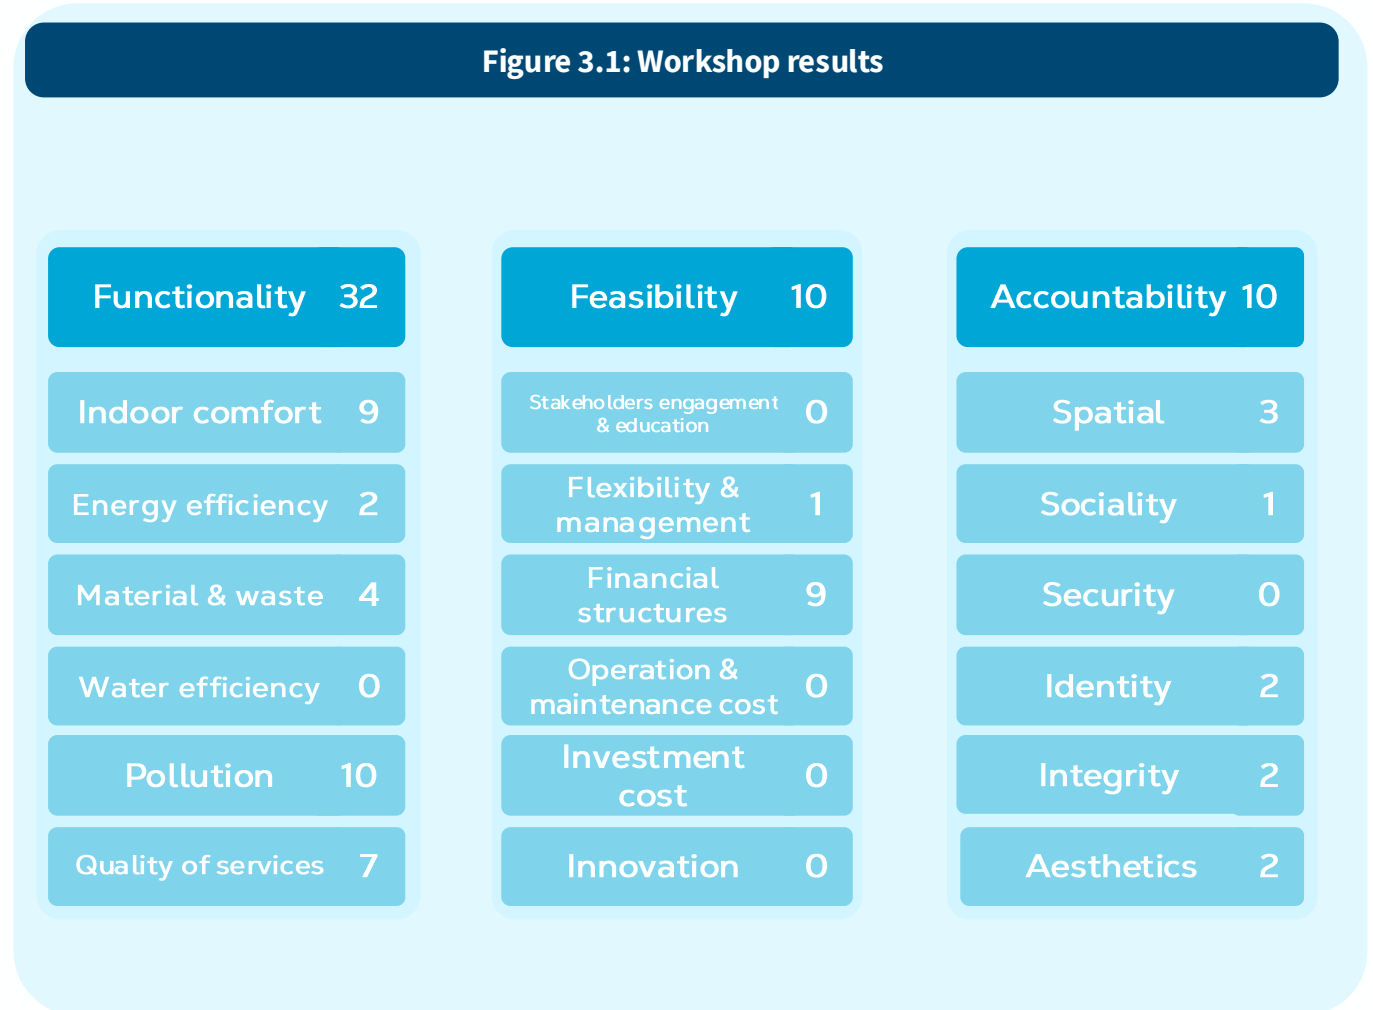 Figure 3.1: Workshop results
Functionality 32
Indoor comfort 9
Energy efficiency 2
Material & waste 4
Water efficiency 0
Pollution 10
Quality of services 7
Feasibility 10
Stakeholders engagement
& education 0
Flexibility &
management 1
Financial
structures 9
Operation &
maintenance cost 0
Investment
cost 0
Innovation 0
Accountability 10
Spatial 3
Sociality 1
Security 0
Identity 2
Integrity 2
Aesthetics 2